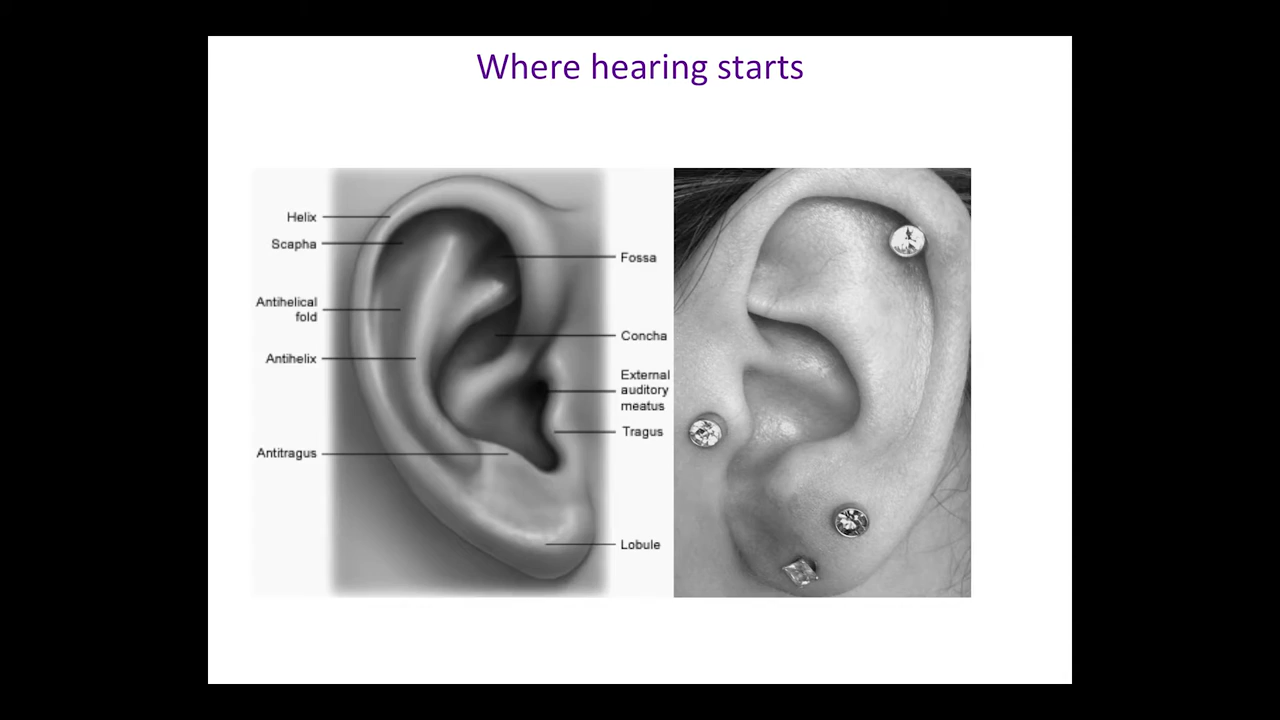 Where hearing starts
Helix
Scapha
Antihelical
fold
Antihelix
Antitragus
Fossa
Concha
External
auditory
meatus
Tragus
Lobule